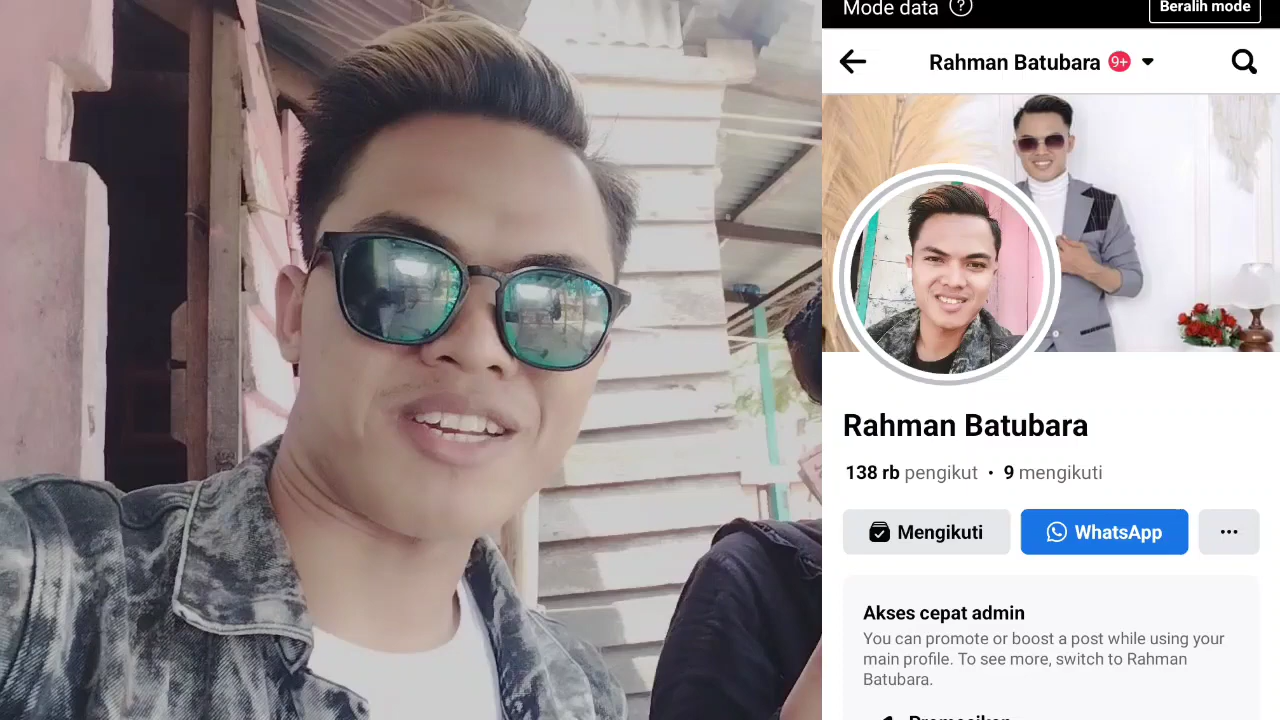 Mode data ?
Beralih mode
Rahman Batubara 9+
Rahman Batubara
138 rb pengikut • 9 mengikuti
Mengikuti
WhatsApp
Akses cepat admin
You can promote or boost a post while using your
main profile. To see more, switch to Rahman
Batubara.
Promosikan